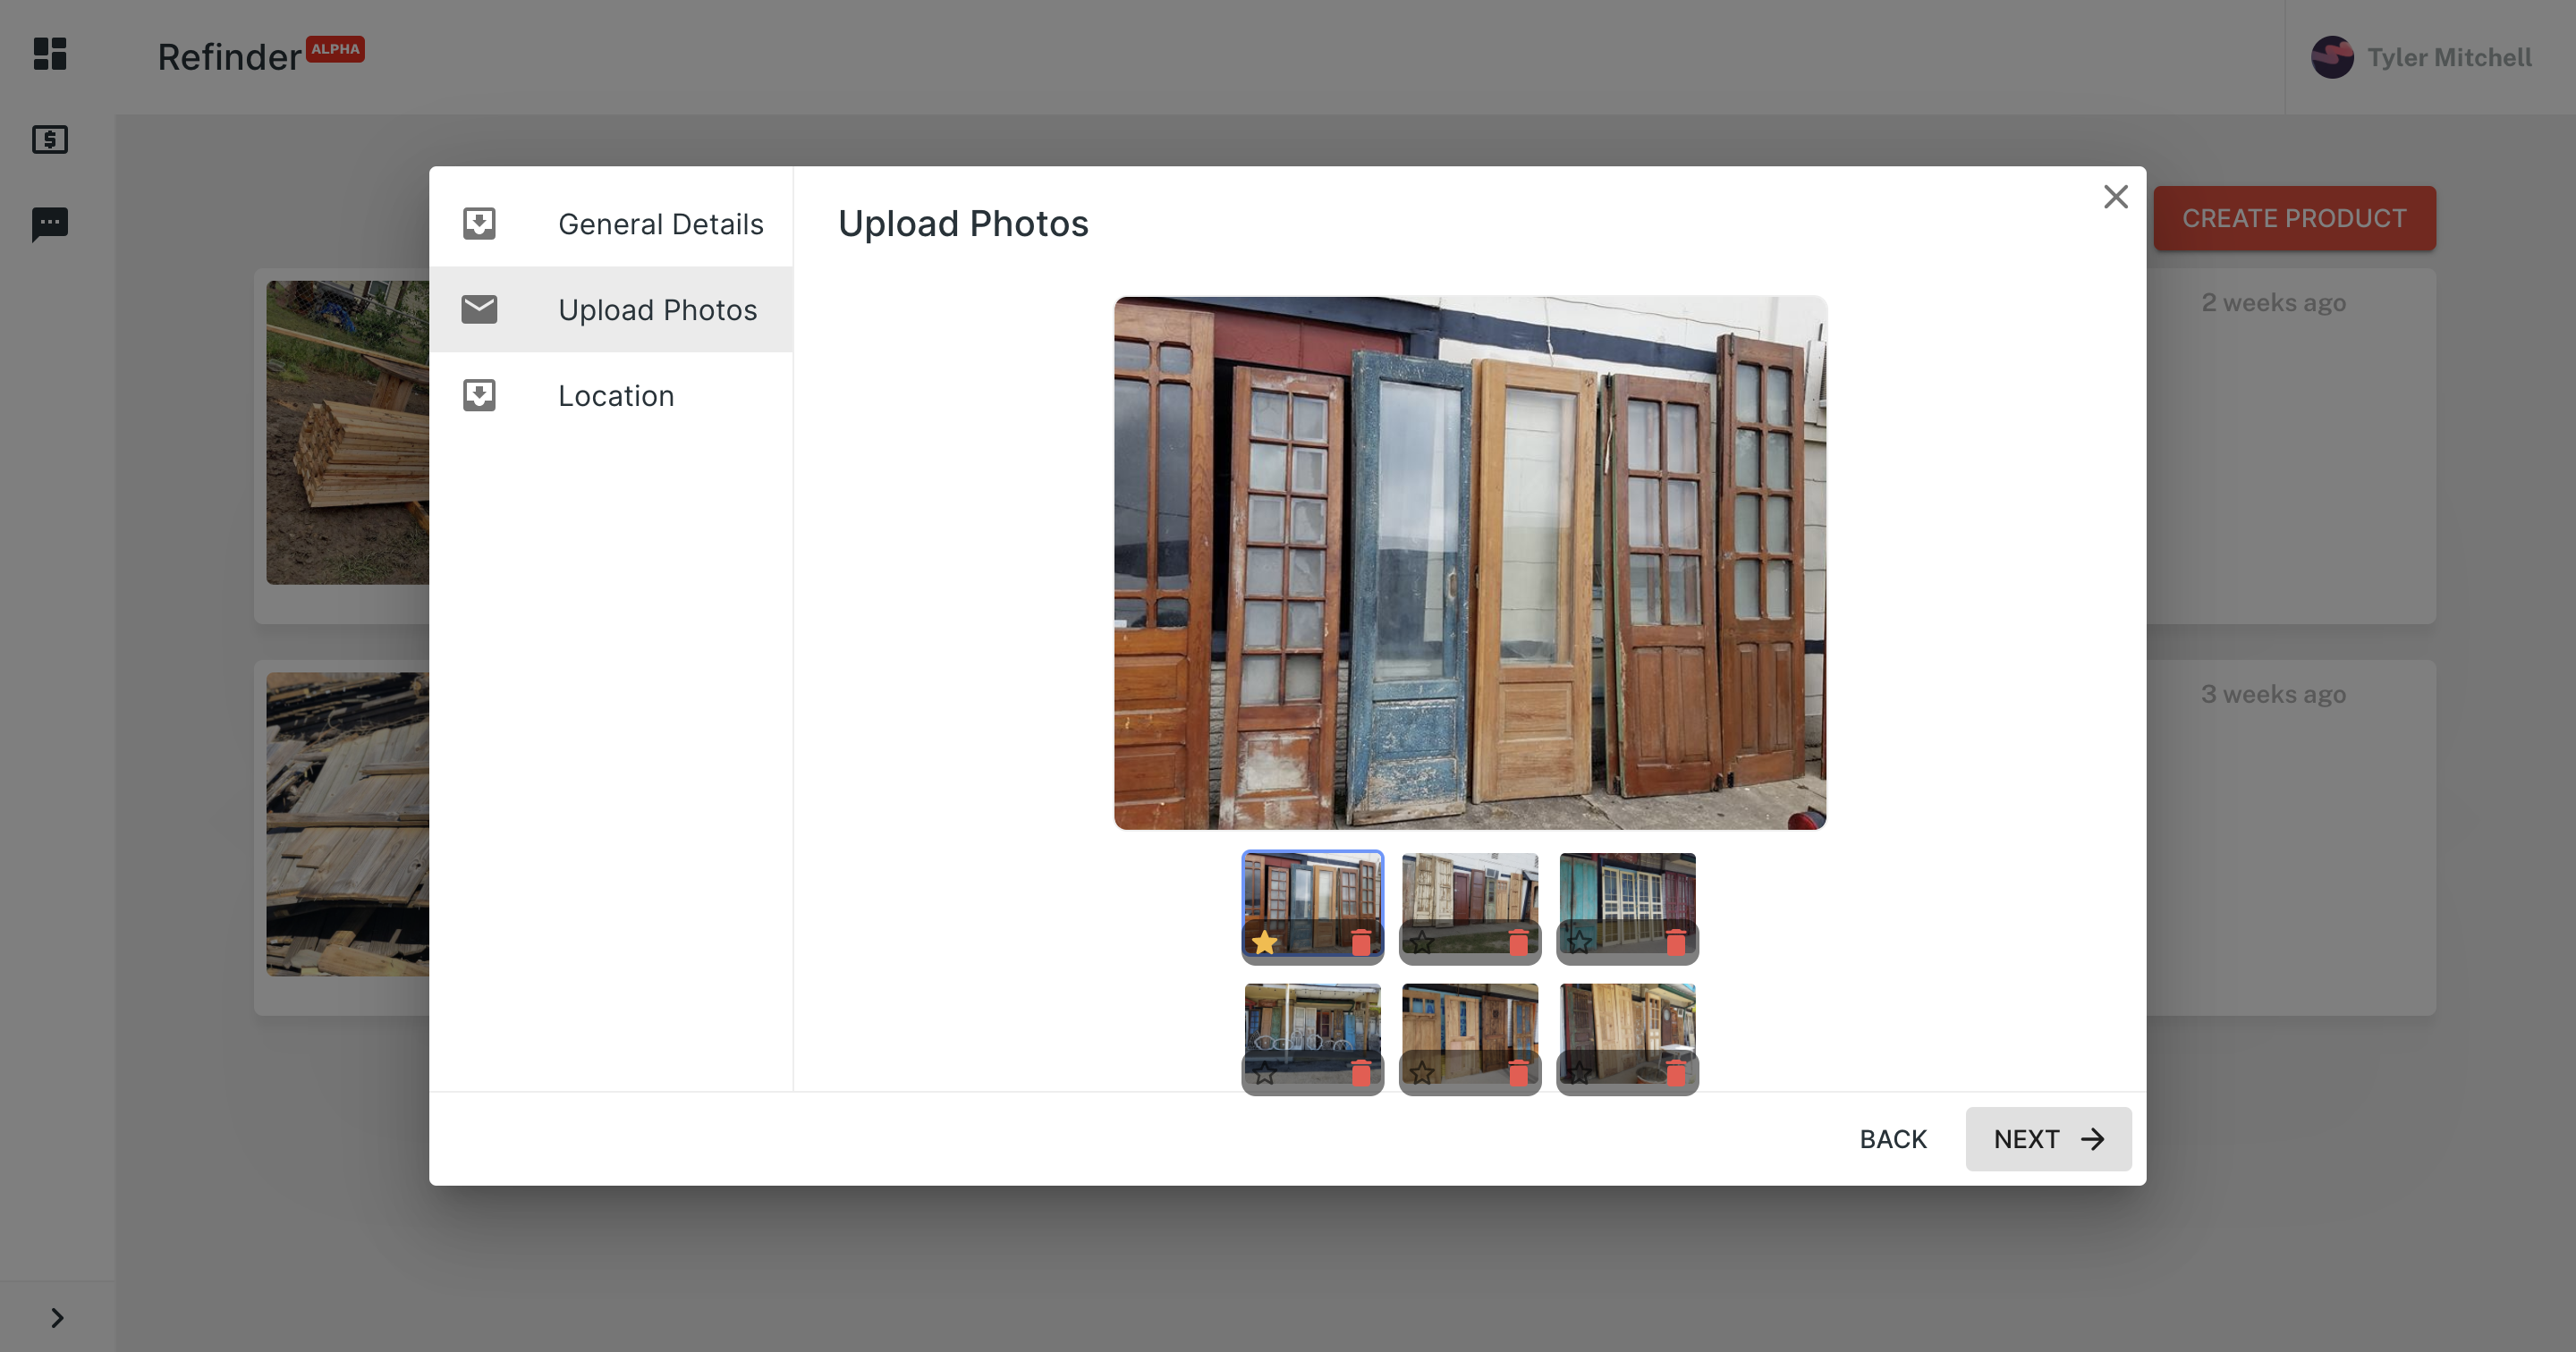 Refinder ALPHA
Tyler Mitchell
CREATE PRODUCT
General Details
Upload Photos
Location
Upload Photos
2 weeks ago
3 weeks ago
BACK
NEXT